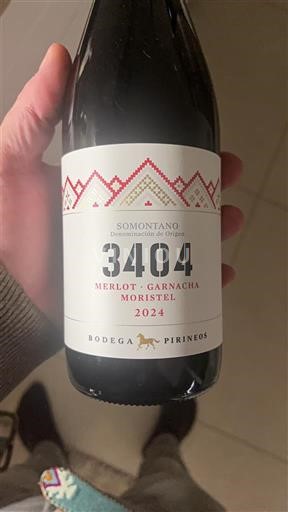 SOMONTANO
Denominación de Origen
3404
MERLOT · GARNACHA
MORISTEL
2024
BODEGA PIRINEOS